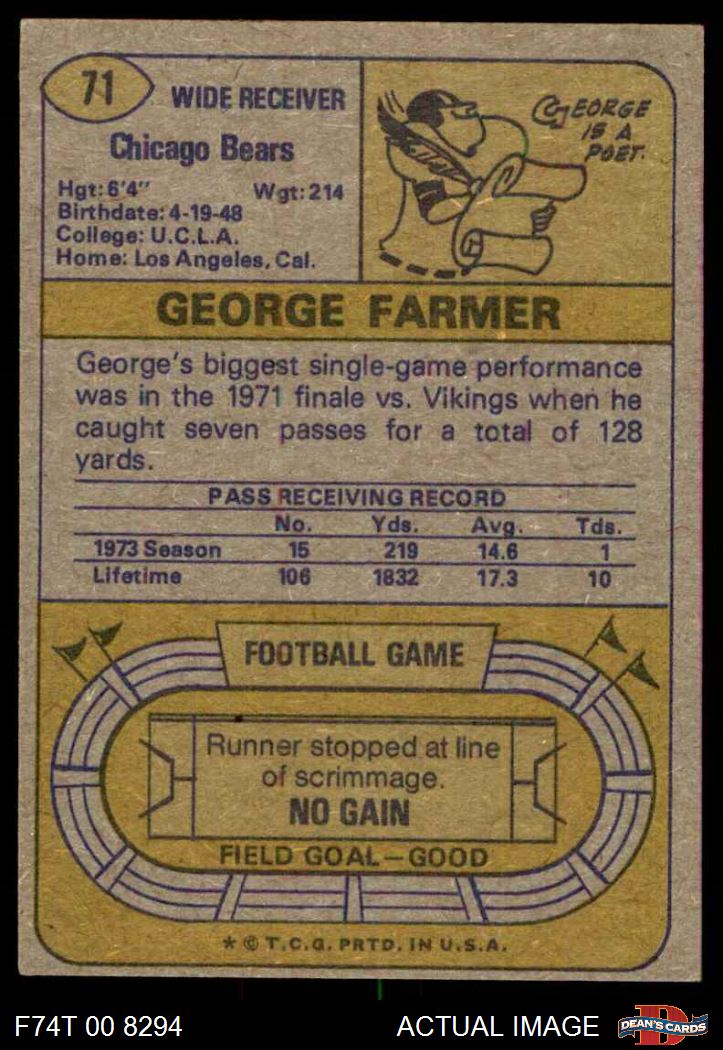 71
WIDE RECEIVER
Chicago Bears
Hgt: 6'4" Wgt: 214
Birthdate: 4-19-48
College: U.C.L.A.
Home: Los Angeles, Cal.
GEORGE
IS A
POET.
GEORGE FARMER
George's biggest single-game performance
was in the 1971 finale vs. Vikings when he
caught seven passes for a total of 128
yards.
PASS RECEIVING RECORD
No. Yds. Avg. Tds.
1973 Season 15 219 14.6 1
Lifetime 106 1832 17.3 10
FOOTBALL GAME
Runner stopped at line
of scrimmage.
NO GAIN
FIELD GOAL—GOOD
* © T.C.G. PRTD. IN U.S.A.
F74T 00 8294 ACTUAL IMAGE
D
DEAN'S CARDS